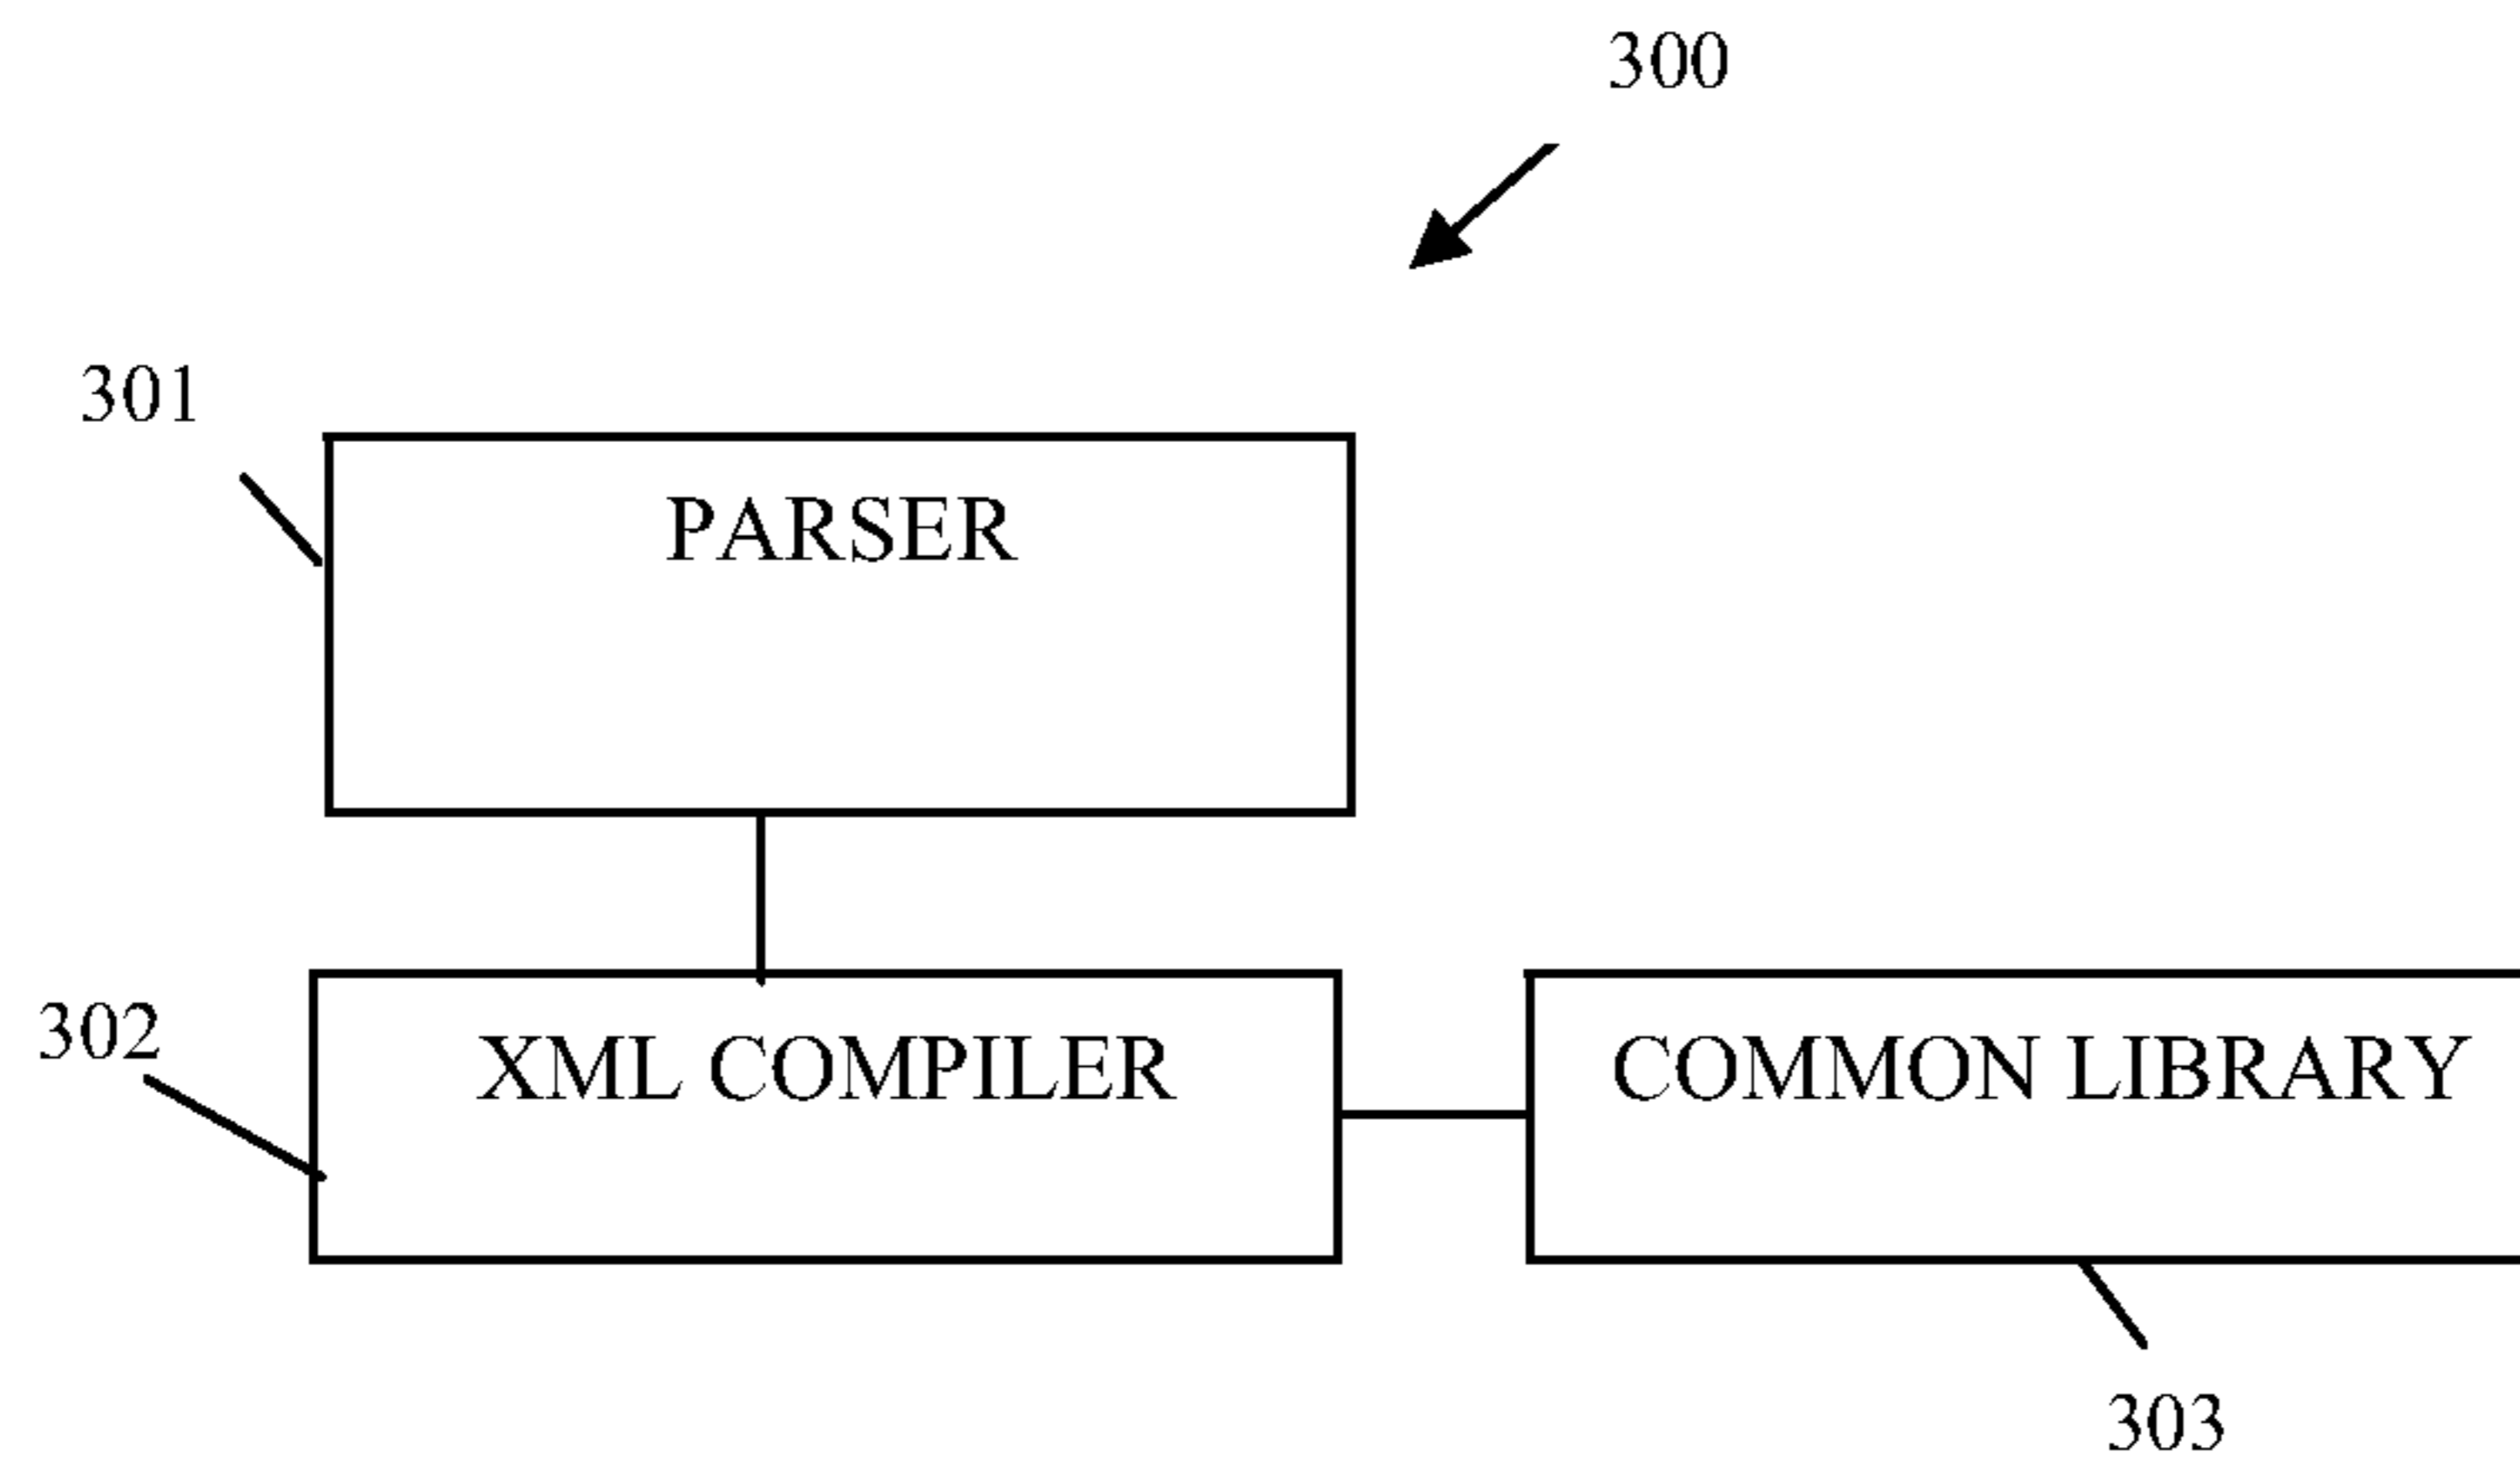 300
301
PARSER
302
XML COMPILER
COMMON LIBRARY
303